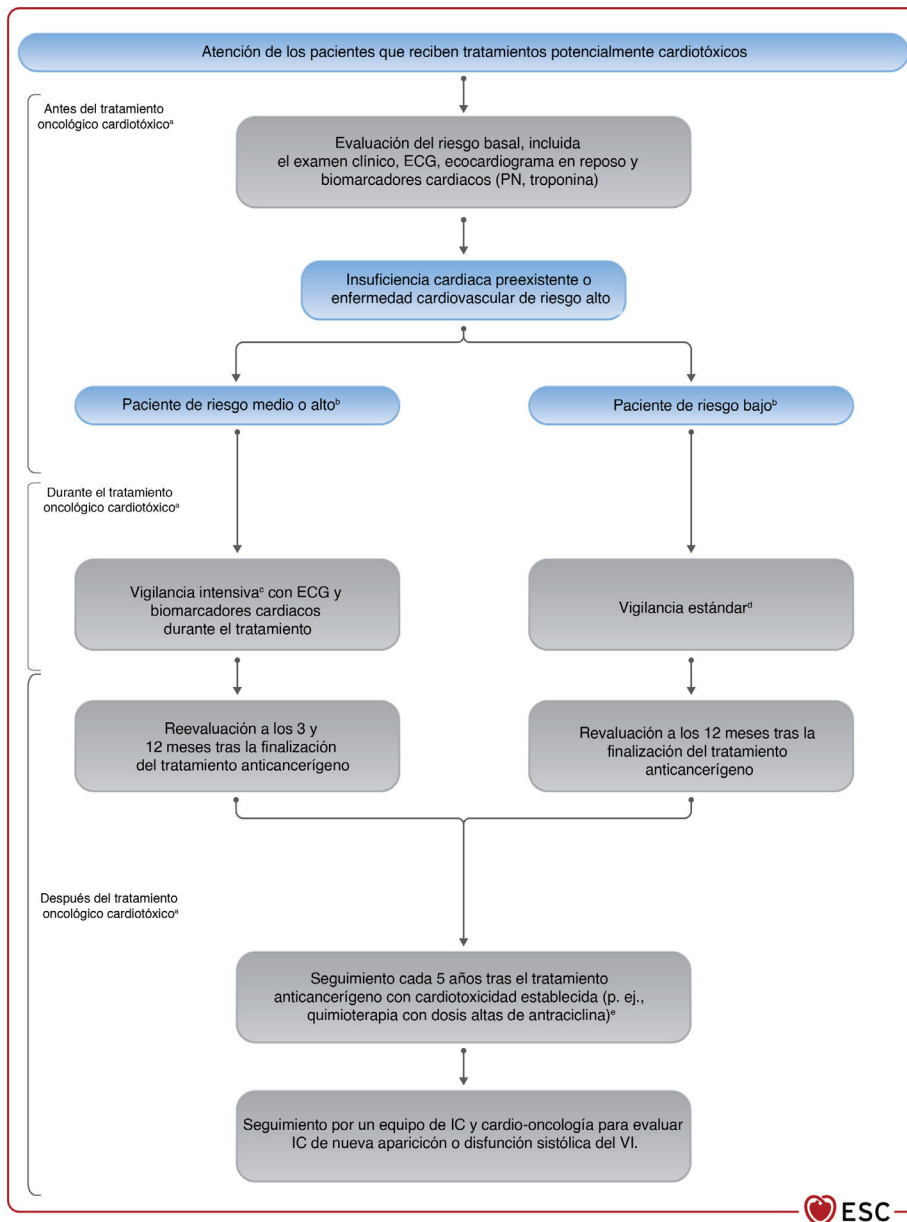 Atención de los pacientes que reciben tratamientos potencialmente cardiotóxicos
Antes del tratamiento
oncológico cardiotóxicoᵃ
Evaluación del riesgo basal, incluida
el examen clínico, ECG, ecocardiograma en reposo y
biomarcadores cardiacos (PN, troponina)
Insuficiencia cardiaca preexistente o
enfermedad cardiovascular de riesgo alto
Paciente de riesgo medio o altoᵇ
Paciente de riesgo bajoᵇ
Durante el tratamiento
oncológico cardiotóxicoᵃ
Vigilancia intensivaᶜ con ECG y
biomarcadores cardiacos
durante el tratamiento
Vigilancia estándarᵈ
Reevaluación a los 3 y
12 meses tras la finalización
del tratamiento anticancerígeno
Revaluación a los 12 meses tras la
finalización del tratamiento
anticancerígeno
Después del tratamiento
oncológico cardiotóxicoᵃ
Seguimiento cada 5 años tras el tratamiento
anticancerígeno con cardiotoxicidad establecida (p. ej.,
quimioterapia con dosis altas de antraciclina)ᵉ
Seguimiento por un equipo de IC y cardio-oncología para evaluar
IC de nueva aparicicón o disfunción sistólica del VI.
ESC